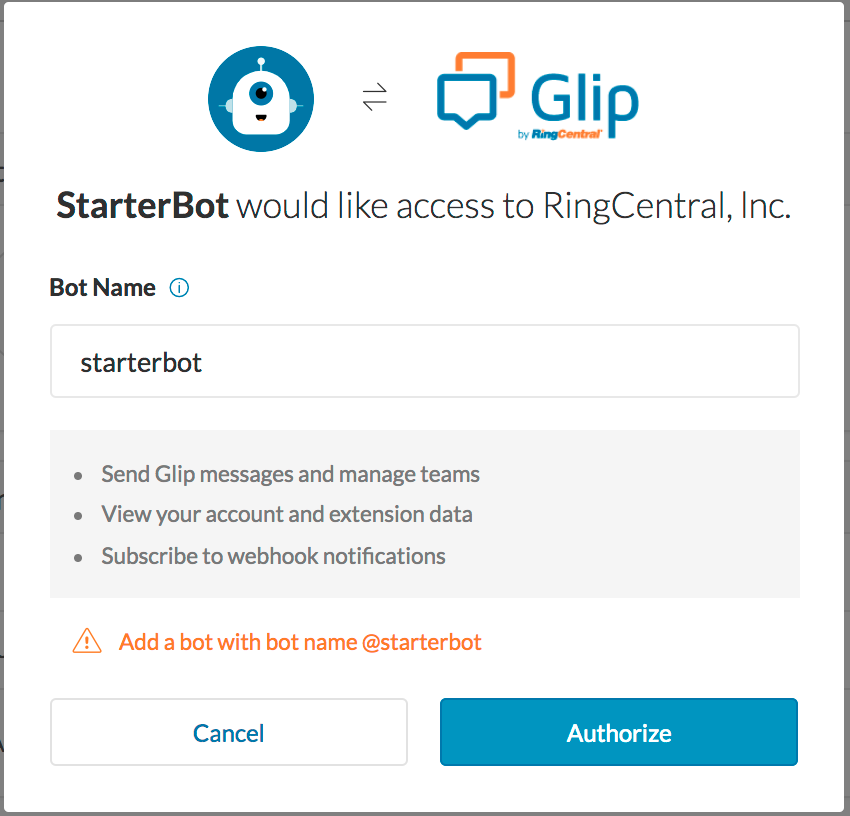 Glip
by RingCentral
StarterBot would like access to RingCentral, Inc.
Bot Name
starterbot
Send Glip messages and manage teams
View your account and extension data
Subscribe to webhook notifications
Add a bot with bot name @starterbot
Cancel
Authorize